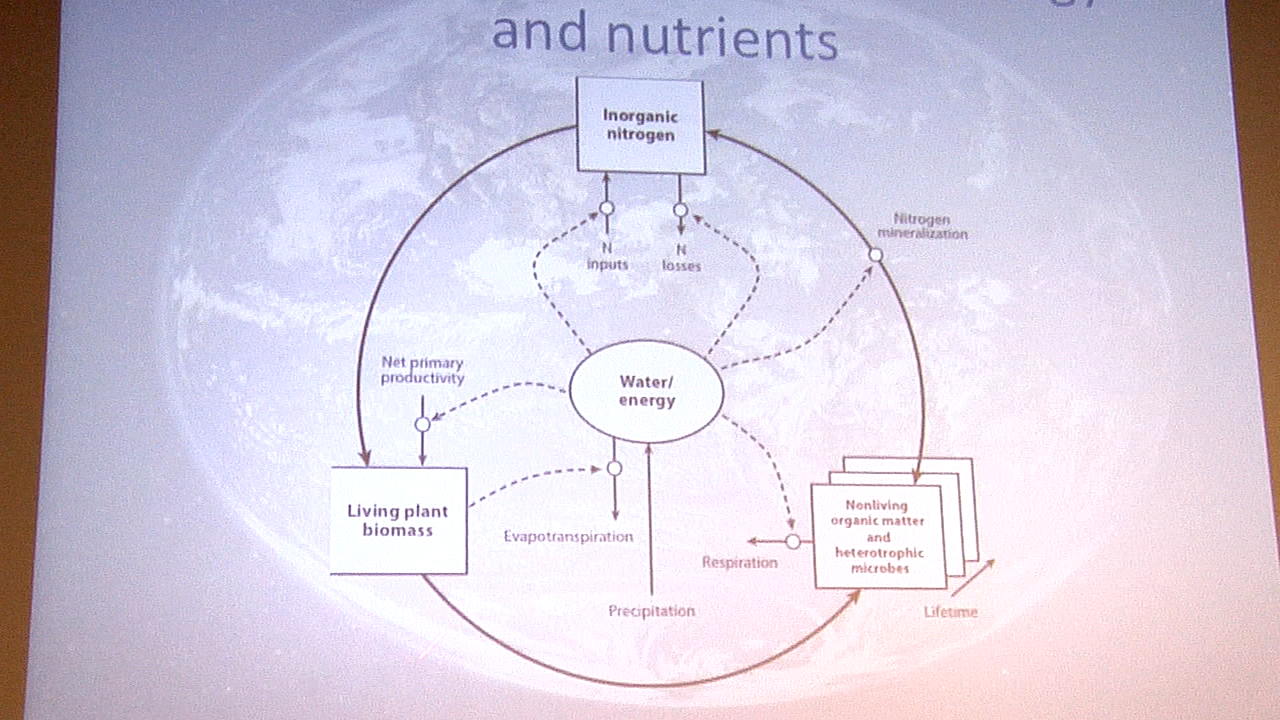 and nutrients
Inorganic
nitrogen
Nitrogen
mineralization
N
inputs
N
losses
Net primary
productivity
Water/
energy
Living plant
biomass
Evapotranspiration
Precipitation
Respiration
Nonliving
organic matter
and
heterotrophic
microbes
Lifetime